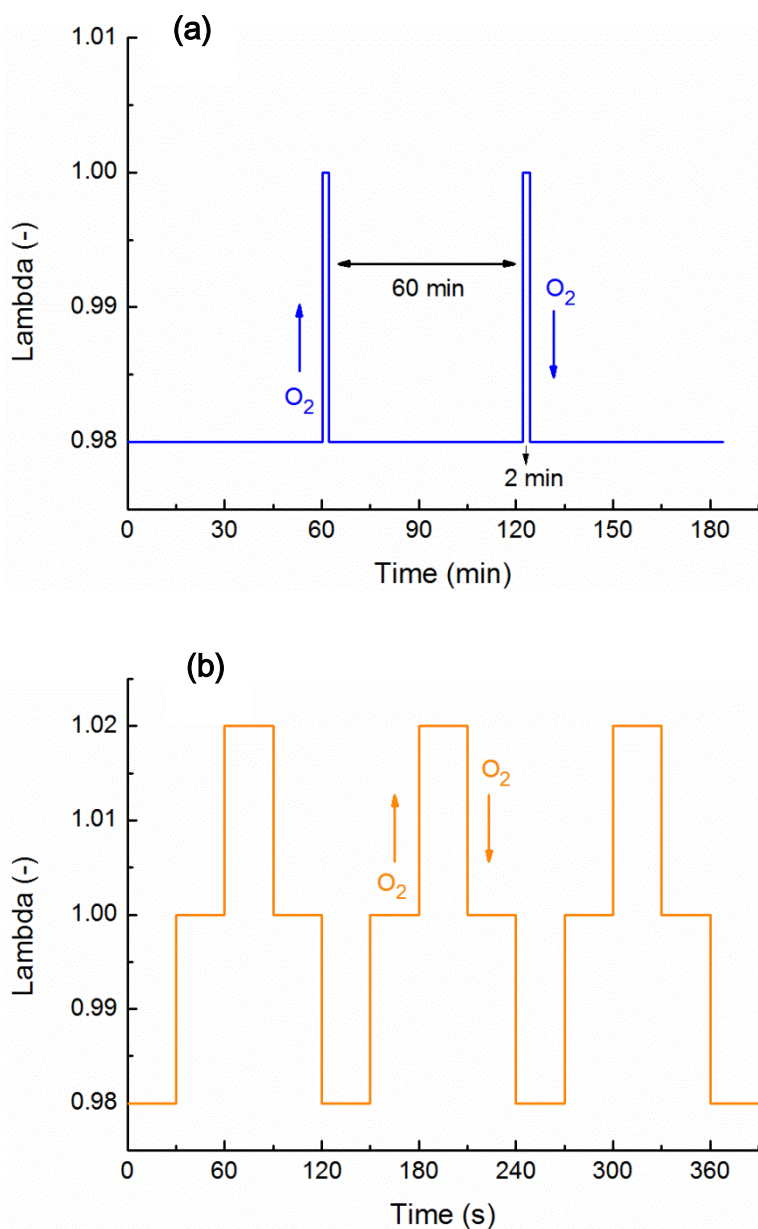 (a)
1.01
1.00
0.99
0.98
Lambda (-)
60 min
O2
O2
2 min
0 30 60 90 120 150 180
Time (min)
(b)
1.02
1.01
1.00
0.99
0.98
Lambda (-)
O2
O2
0 60 120 180 240 300 360
Time (s)